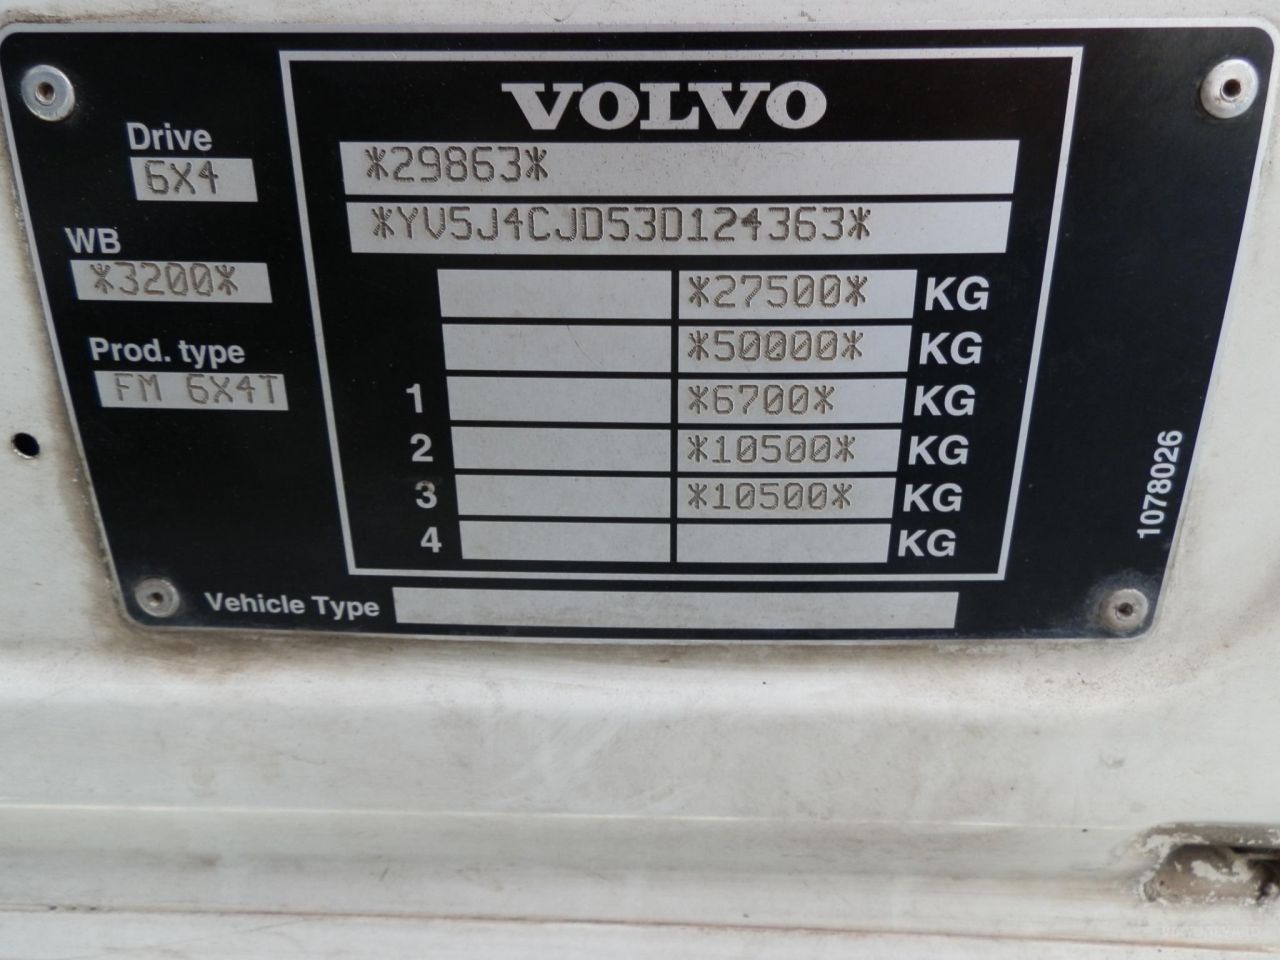 VOLVO
Drive
6X4
*29863*
*YV5J4CJD53D124363*
WB
*3200*
*27500* KG
*50000* KG
Prod. type
FM 6X4T
1 *6700* KG
2 *10500* KG
3 *10500* KG
4 KG
1078026
Vehicle Type